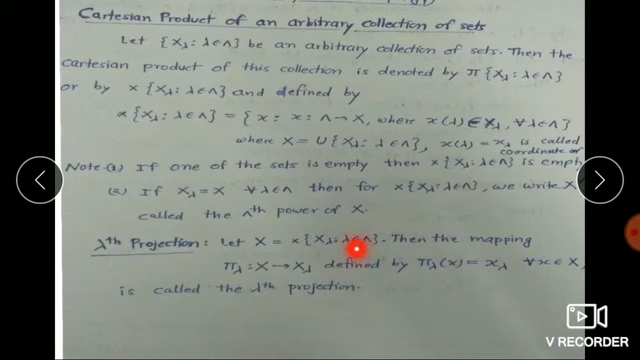 Cartesian Product of an arbitrary collection of sets
Let {Xλ : λ∈Λ} be an arbitrary collection of sets. Then the
cartesian product of this collection is denoted by π{Xλ : λ∈Λ}
or by × {Xλ : λ∈Λ} and defined by
×{Xλ : λ∈Λ} = { x : x : Λ → X, where x(λ) ∈ Xλ, ∀ λ∈Λ}
where X = ∪{Xλ : λ∈Λ}, x(λ) = xλ is called
coordinate of
Note (1) If one of the sets is empty then ×{Xλ : λ∈Λ} is empt
(2) If Xλ = X ∀ λ∈Λ then for ×{Xλ : λ∈Λ}, we write X
called the Λth power of X.
λth Projection : Let X = ×{Xλ : λ∈Λ}. Then the mapping
πλ : X → Xλ defined by πλ(x) = xλ ∀ x ∈ X,
is called the λth projection.
V RECORDER